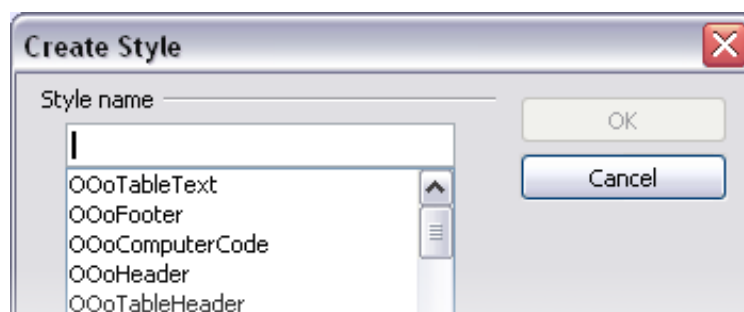 Create Style
Style name
OK
Cancel
OOoTableText
OOoFooter
OOoComputerCode
OOoHeader
OOoTableHeader